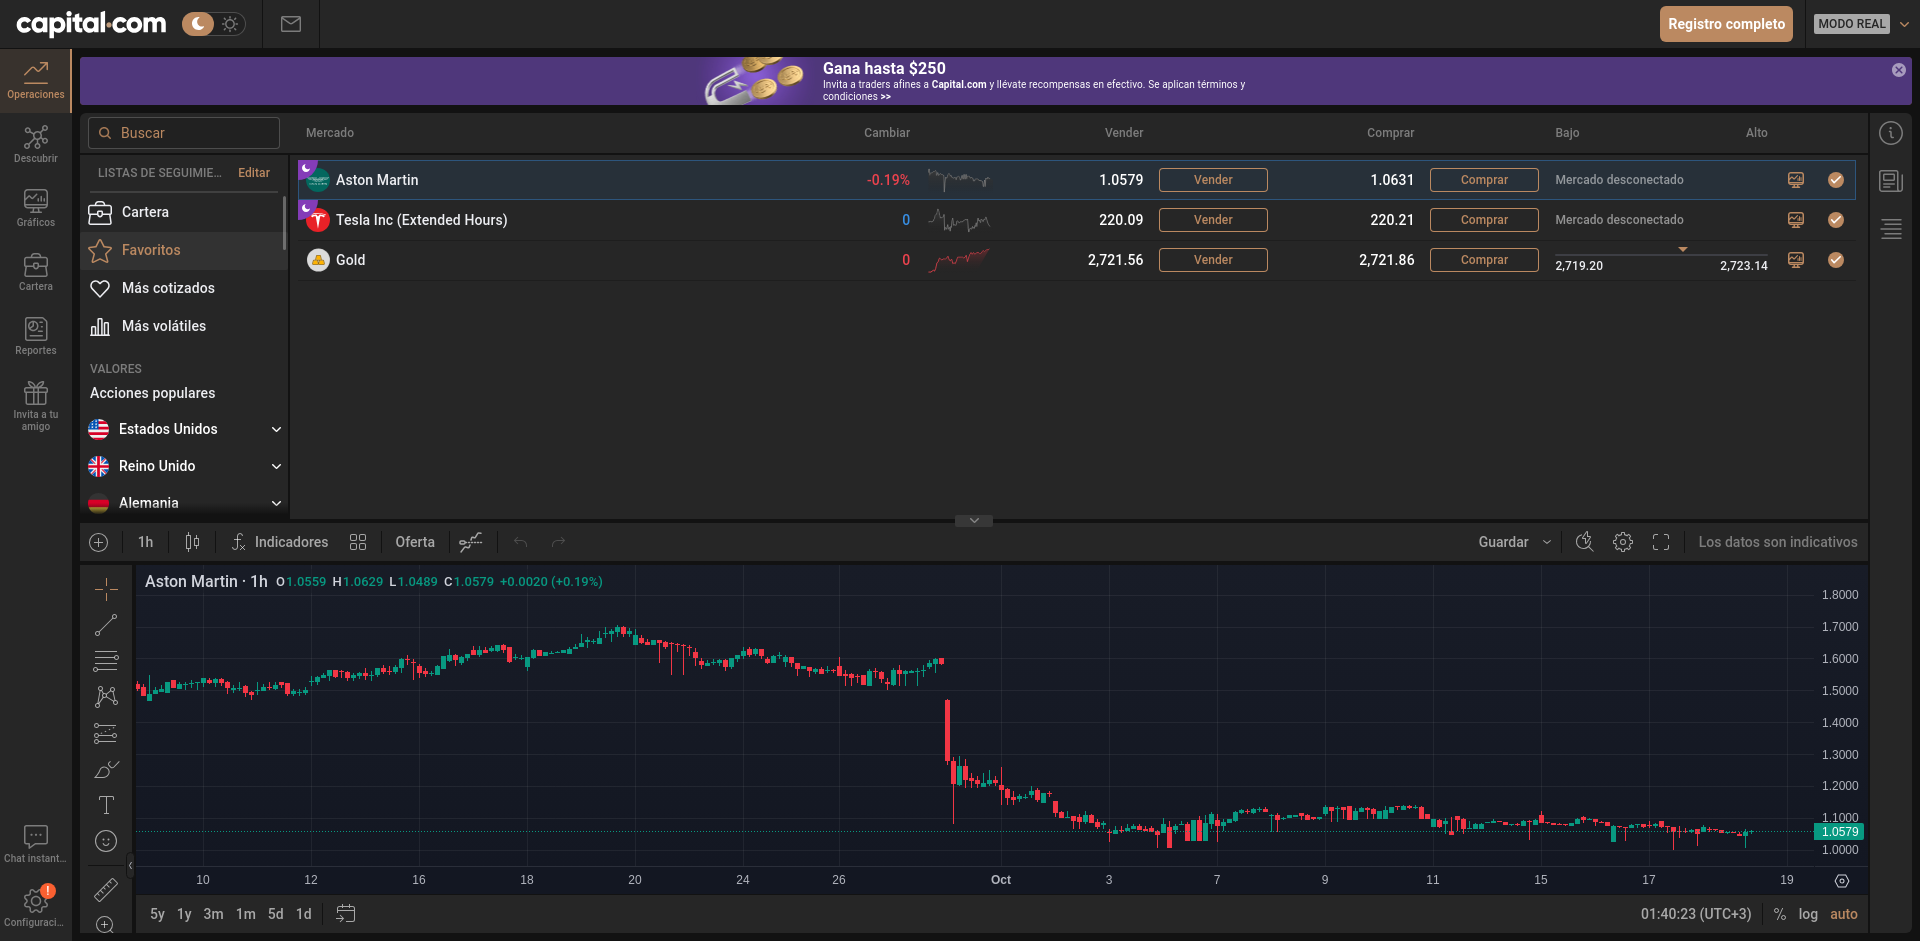 capital.com
Registro completo
MODO REAL
Operaciones
Descubrir
Gráficos
Cartera
Reportes
Invita a tu
amigo
Chat instant...
!
Configuraci...
Gana hasta $250
Invita a traders afines a Capital.com y llévate recompensas en efectivo. Se aplican términos y
condiciones >>
Buscar
Mercado Cambiar Vender Comprar Bajo Alto
LISTAS DE SEGUIMIE... Editar
Cartera
Favoritos
Más cotizados
Más volátiles
VALORES
Acciones populares
Estados Unidos
Reino Unido
Alemania
Aston Martin -0.19% 1.0579 Vender 1.0631 Comprar Mercado desconectado
Tesla Inc (Extended Hours) 0 220.09 Vender 220.21 Comprar Mercado desconectado
Gold 0 2,721.56 Vender 2,721.86 Comprar 2,719.20 2,723.14
1h Indicadores Oferta Guardar Los datos son indicativos
Aston Martin · 1h O1.0559 H1.0629 L1.0489 C1.0579 +0.0020 (+0.19%)
1.8000
1.7000
1.6000
1.5000
1.4000
1.3000
1.2000
1.1000
1.0579
1.0000
10 12 16 18 20 24 26 Oct 3 7 9 11 15 17 19
5y 1y 3m 1m 5d 1d 01:40:23 (UTC+3) % log auto